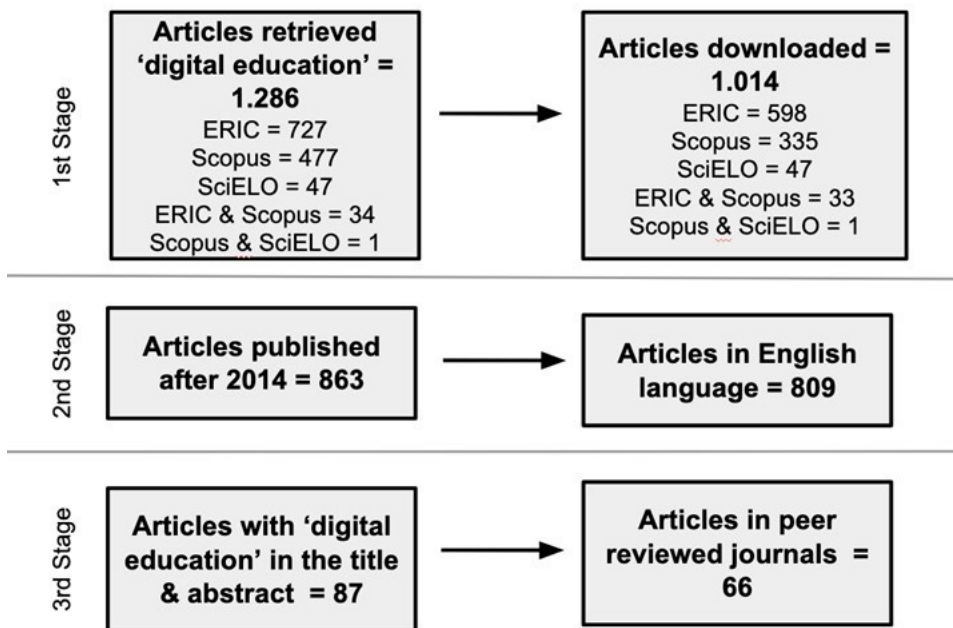 1st Stage
Articles retrieved
‘digital education’ =
1.286
ERIC = 727
Scopus = 477
SciELO = 47
ERIC & Scopus = 34
Scopus & SciELO = 1
Articles downloaded =
1.014
ERIC = 598
Scopus = 335
SciELO = 47
ERIC & Scopus = 33
Scopus & SciELO = 1
2nd Stage
Articles published
after 2014 = 863
Articles in English
language = 809
3rd Stage
Articles with ‘digital
education’ in the title
& abstract = 87
Articles in peer
reviewed journals =
66